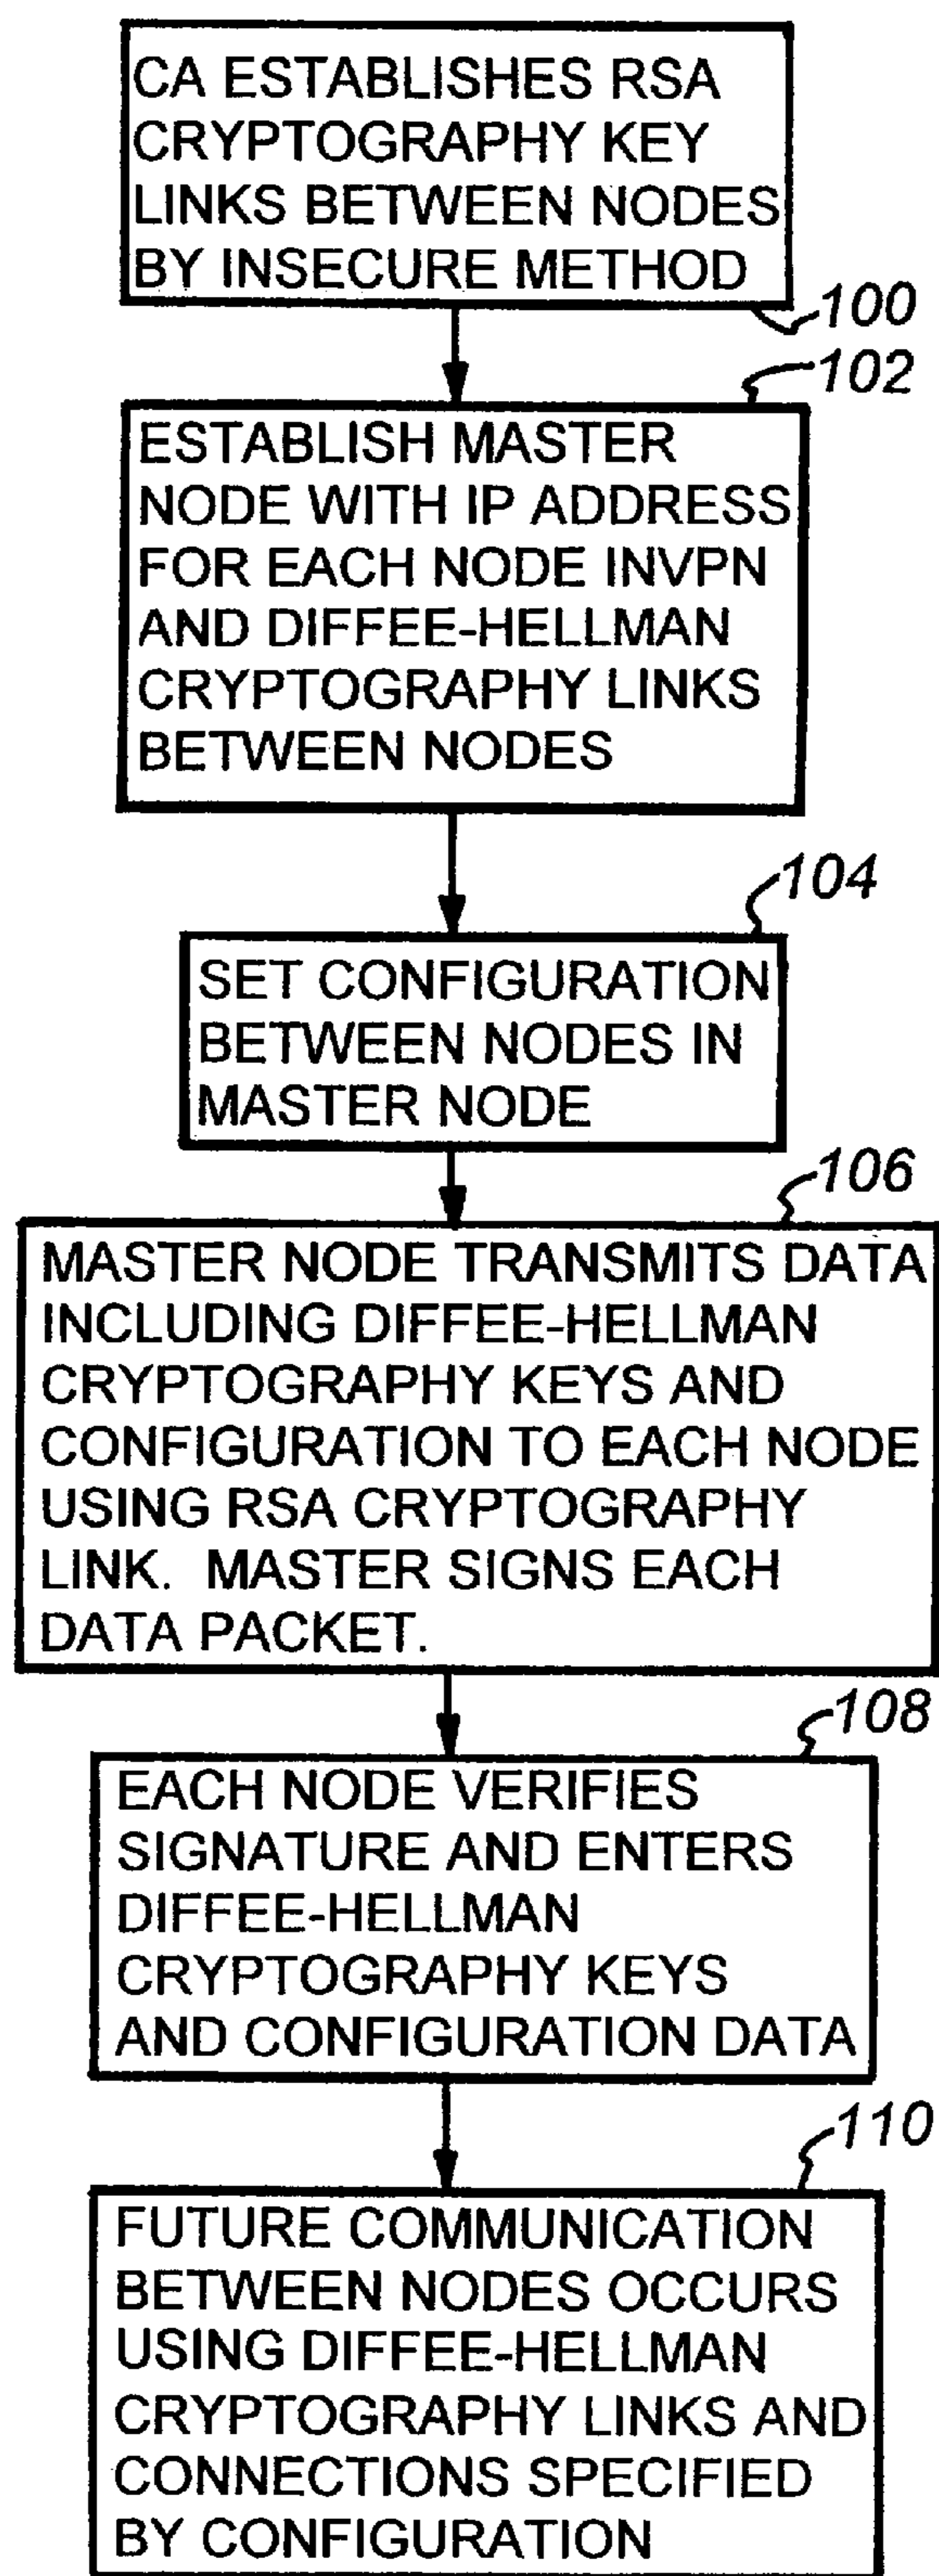 CA ESTABLISHES RSA
CRYPTOGRAPHY KEY
LINKS BETWEEN NODES
BY INSECURE METHOD
100
102
ESTABLISH MASTER
NODE WITH IP ADDRESS
FOR EACH NODE INVPN
AND DIFFEE-HELLMAN
CRYPTOGRAPHY LINKS
BETWEEN NODES
104
SET CONFIGURATION
BETWEEN NODES IN
MASTER NODE
106
MASTER NODE TRANSMITS DATA
INCLUDING DIFFEE-HELLMAN
CRYPTOGRAPHY KEYS AND
CONFIGURATION TO EACH NODE
USING RSA CRYPTOGRAPHY
LINK. MASTER SIGNS EACH
DATA PACKET.
108
EACH NODE VERIFIES
SIGNATURE AND ENTERS
DIFFEE-HELLMAN
CRYPTOGRAPHY KEYS
AND CONFIGURATION DATA
110
FUTURE COMMUNICATION
BETWEEN NODES OCCURS
USING DIFFEE-HELLMAN
CRYPTOGRAPHY LINKS AND
CONNECTIONS SPECIFIED
BY CONFIGURATION